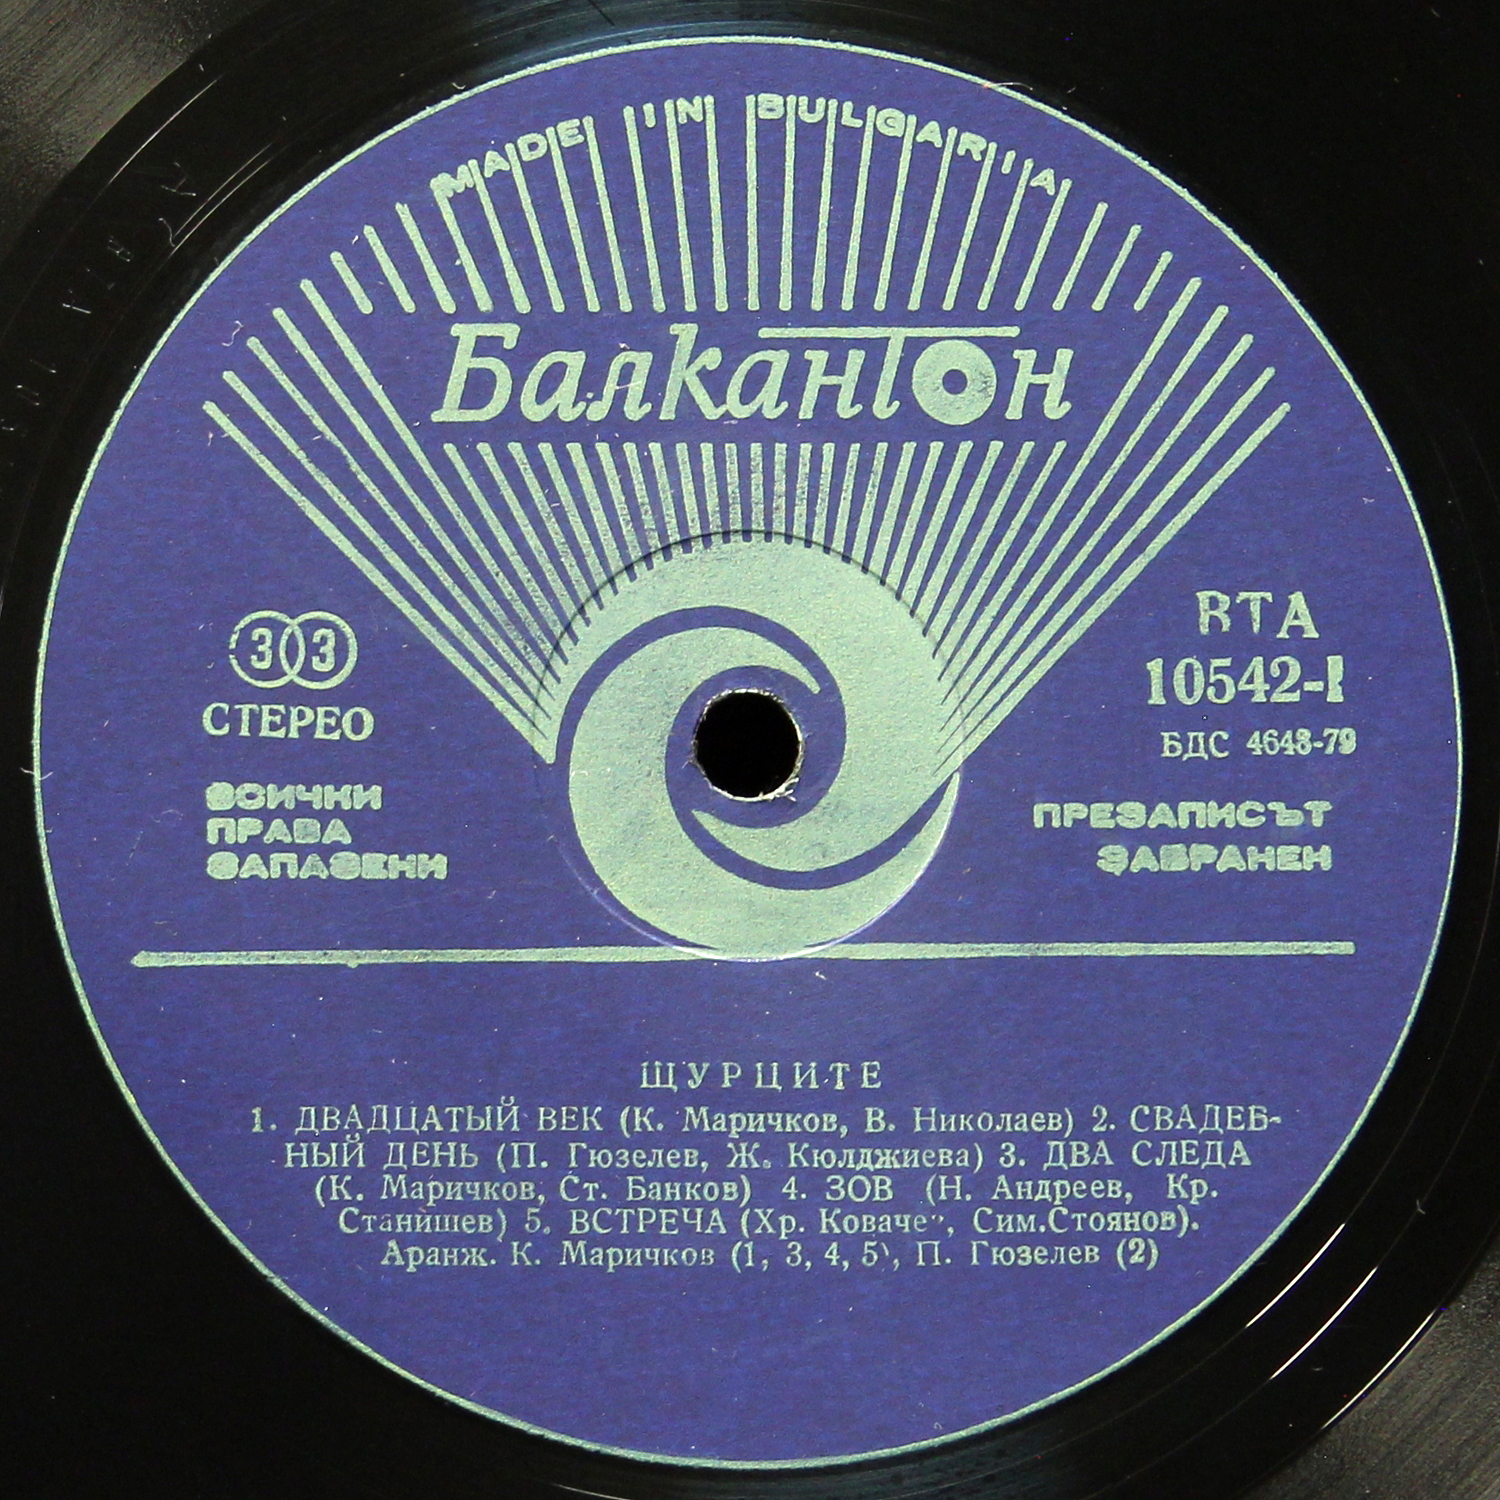 MADE IN BULGARIA
Балкантон
33
СТЕРЕО
ВСИЧКИ
ПРАВА
ЗАПАЗЕНИ
ВТА
10542-I
БДС 4648-79
ПРЕЗАПИСЪТ
ЗАБРАНЕН
ЩУРЦИТЕ
1. ДВАДЦАТЫЙ ВЕК (К. Маричков, В. Николаев) 2. СВАДЕБ-
НЫЙ ДЕНЬ (П. Гюзелев, Ж. Кюлджиева) 3. ДВА СЛЕДА
(К. Маричков, Ст. Банков) 4. ЗОВ (Н. Андреев, Кр.
Станишев) 5. ВСТРЕЧА (Хр. Ковачев, Сим.Стоянов).
Аранж. К. Маричков (1, 3, 4, 5), П. Гюзелев (2)